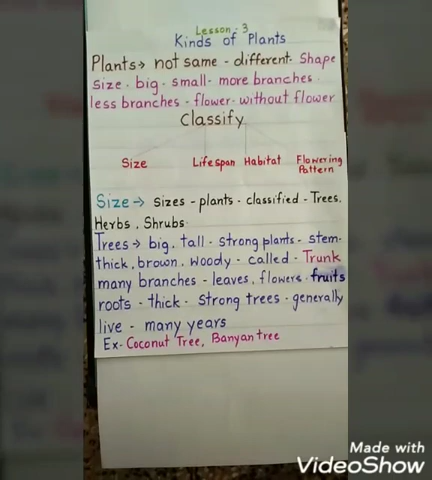 Lesson - 3
Kinds of Plants
Plants→ not same - different. Shape
Size. big. small- more branches.
less branches - flower- without flower
Classify
Size Lifespan Habitat Flowering
Pattern
Size → Sizes - plants - classified - Trees.
Herbs. Shrubs.
Trees→ big. tall - strong plants - stem-
thick, brown. woody - called - Trunk
many branches - leaves, flowers - fruits
roots - thick - Strong trees - generally
live - many years
Ex- Coconut Tree, Banyan tree
Made with
VideoShow